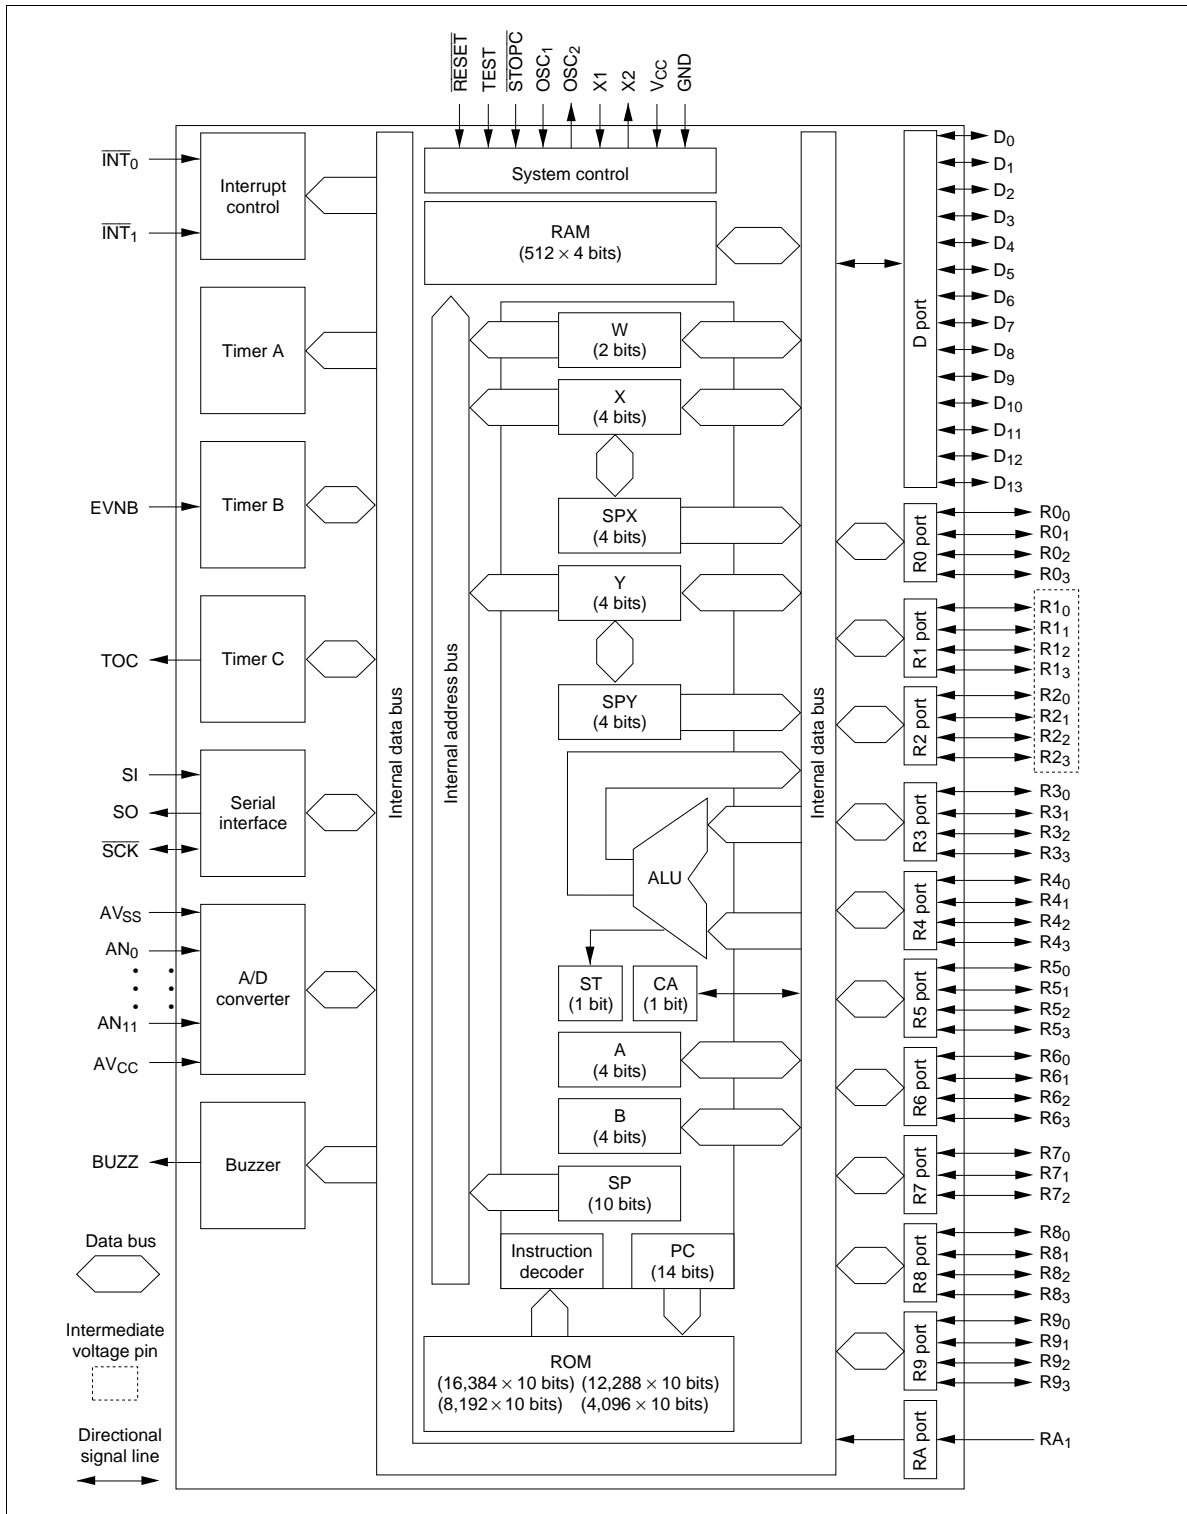 RESET
TEST
STOPC
OSC1
OSC2
X1
X2
VCC
GND
INT0
INT1
Interrupt
control
Timer A
EVNB
Timer B
TOC
Timer C
SI
SO
SCK
Serial
interface
AVSS
AN0
AN11
AVCC
A/D
converter
BUZZ
Buzzer
Data bus
Intermediate
voltage pin
Directional
signal line
Internal data bus
Internal address bus
System control
RAM
(512 × 4 bits)
W
(2 bits)
X
(4 bits)
SPX
(4 bits)
Y
(4 bits)
SPY
(4 bits)
ALU
ST
(1 bit)
CA
(1 bit)
A
(4 bits)
B
(4 bits)
SP
(10 bits)
Instruction
decoder
PC
(14 bits)
ROM
(16,384 × 10 bits) (12,288 × 10 bits)
(8,192 × 10 bits) (4,096 × 10 bits)
Internal data bus
D port
D0
D1
D2
D3
D4
D5
D6
D7
D8
D9
D10
D11
D12
D13
R0 port
R00
R01
R02
R03
R1 port
R10
R11
R12
R13
R2 port
R20
R21
R22
R23
R3 port
R30
R31
R32
R33
R4 port
R40
R41
R42
R43
R5 port
R50
R51
R52
R53
R6 port
R60
R61
R62
R63
R7 port
R70
R71
R72
R8 port
R80
R81
R82
R83
R9 port
R90
R91
R92
R93
RA port
RA1